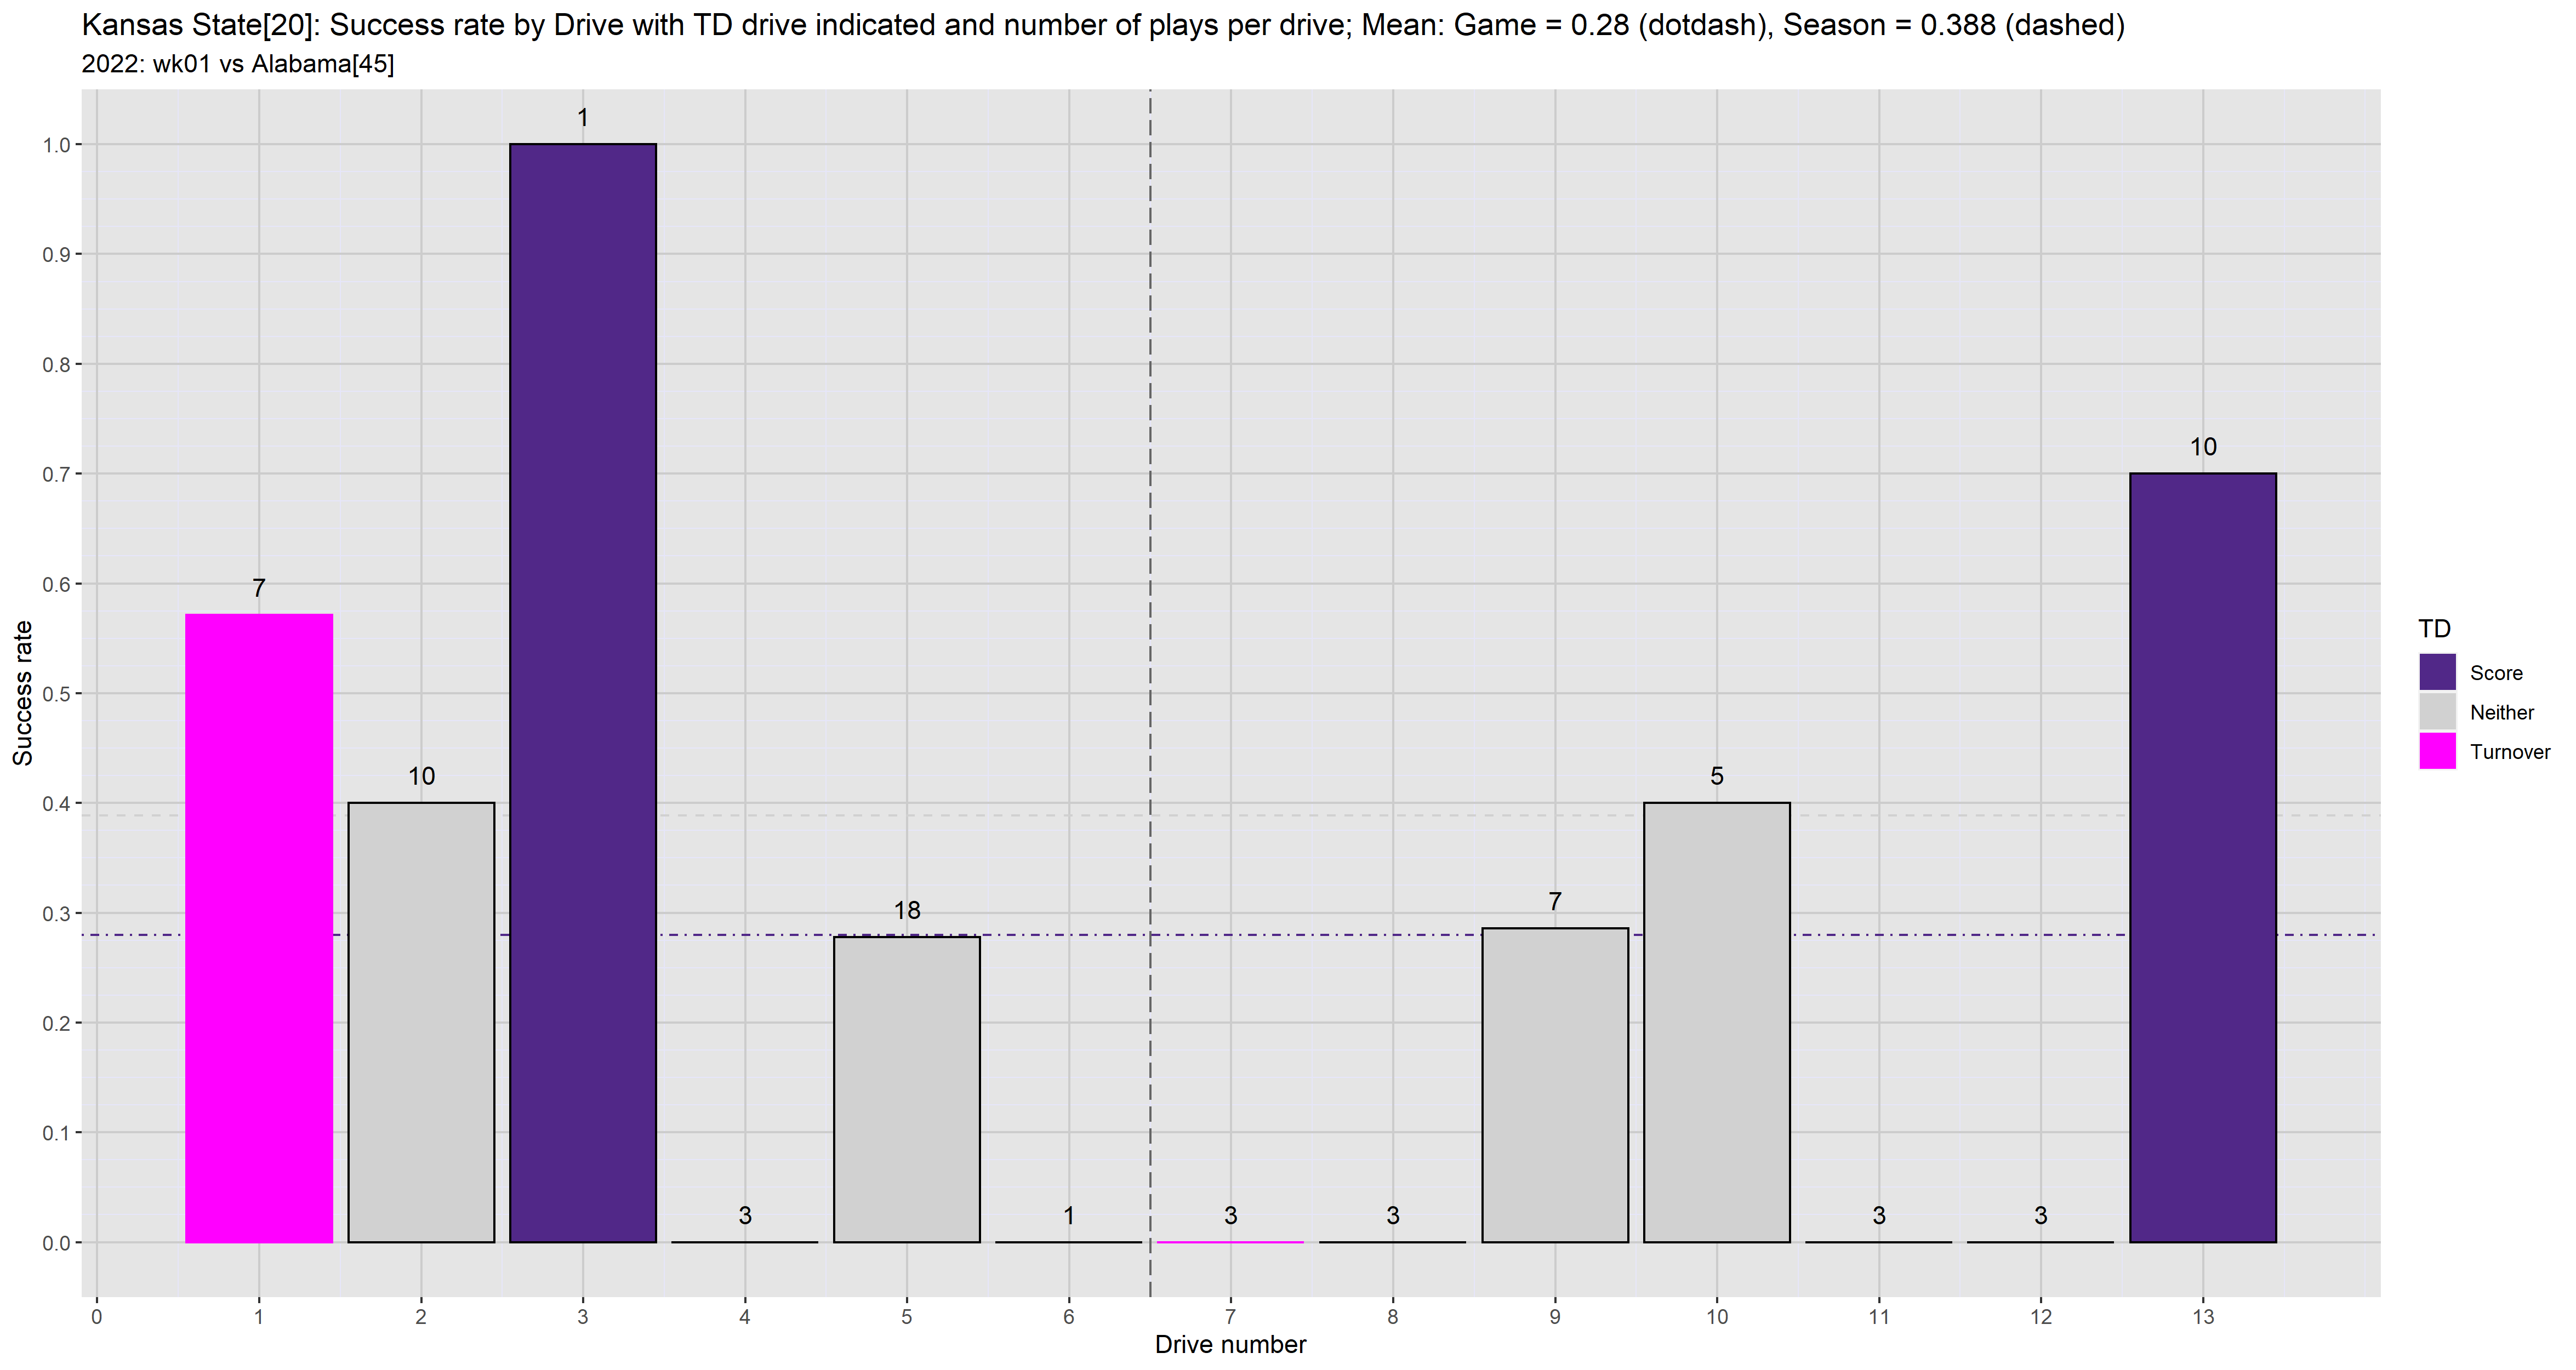 Kansas State[20]: Success rate by Drive with TD drive indicated and number of plays per drive; Mean: Game = 0.28 (dotdash), Season = 0.388 (dashed)
2022: wk01 vs Alabama[45]
1
1.0
0.9
0.8
10
0.7
7
0.6
TD
Success rate
Score
0.5
Neither
Turnover
10
5
0.4
18
7
0.3
0.2
0.1
3
1
3
3
3
3
0.0
0 1 2 3 4 5 6 7 8 9 10 11 12 13
Drive number